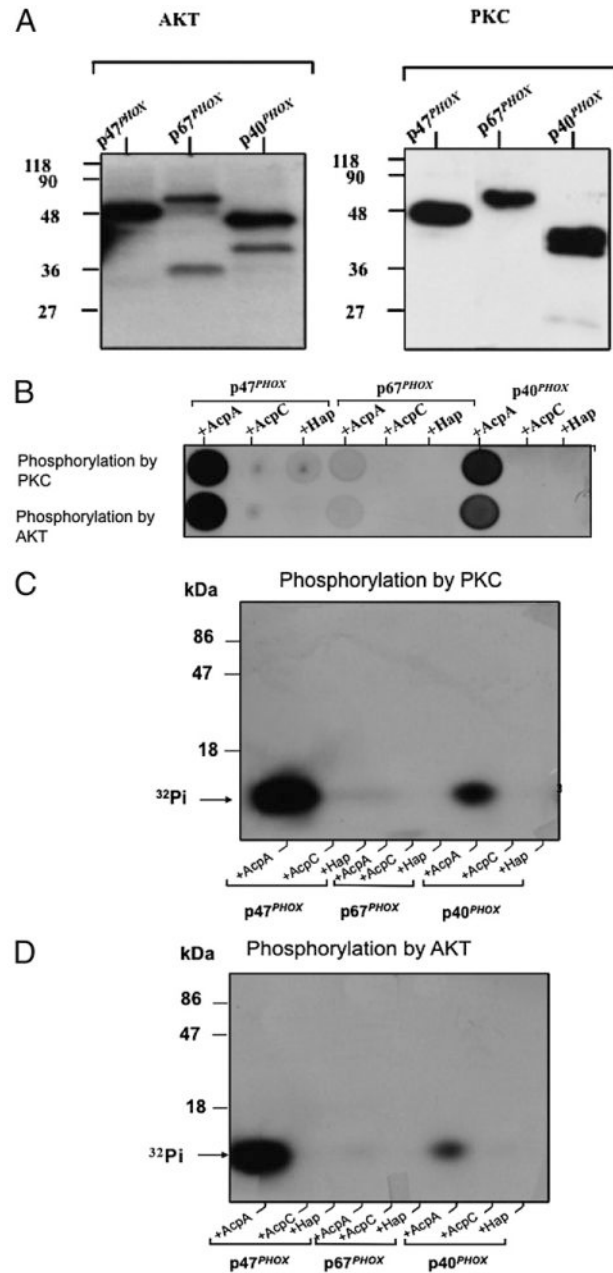 A
AKT
PKC
p47PHOX
p67PHOX
p40PHOX
p47PHOX
p67PHOX
p40PHOX
118
90
48
36
27
118
90
48
36
27
B
p47PHOX
p67PHOX
p40PHOX
+AcpA
+AcpC
+Hap
+AcpA
+AcpC
+Hap
+AcpA
+AcpC
+Hap
Phosphorylation by
PKC
Phosphorylation by
AKT
C
kDa
Phosphorylation by PKC
86
47
18
32Pi
3
+AcpA
+AcpC
+Hap
+AcpA
+AcpC
+Hap
+AcpA
+AcpC
+Hap
p47PHOX
p67PHOX
p40PHOX
D
kDa
Phosphorylation by AKT
86
47
18
32Pi
+AcpA
+AcpC
+Hap
+AcpA
+AcpC
+Hap
+AcpA
+AcpC
+Hap
p47PHOX
p67PHOX
p40PHOX